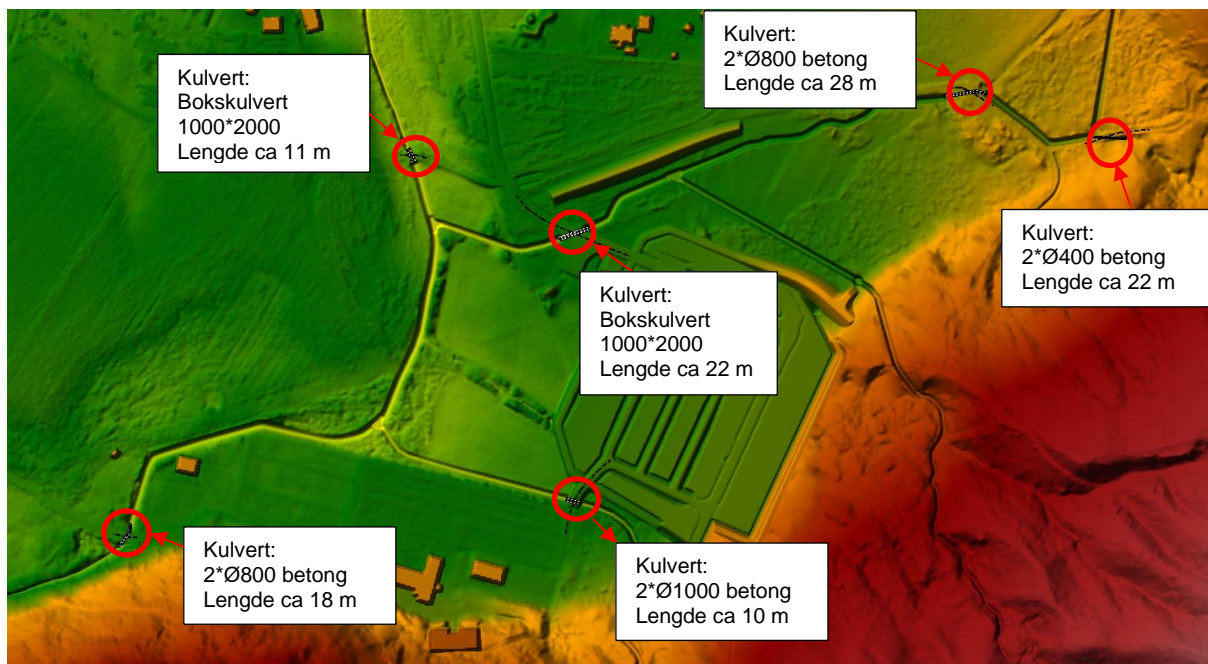 Kulvert:
2*Ø800 betong
Lengde ca 28 m
Kulvert:
Bokskulvert
1000*2000
Lengde ca 11 m
Kulvert:
2*Ø400 betong
Lengde ca 22 m
Kulvert:
Bokskulvert
1000*2000
Lengde ca 22 m
Kulvert:
2*Ø800 betong
Lengde ca 18 m
Kulvert:
2*Ø1000 betong
Lengde ca 10 m